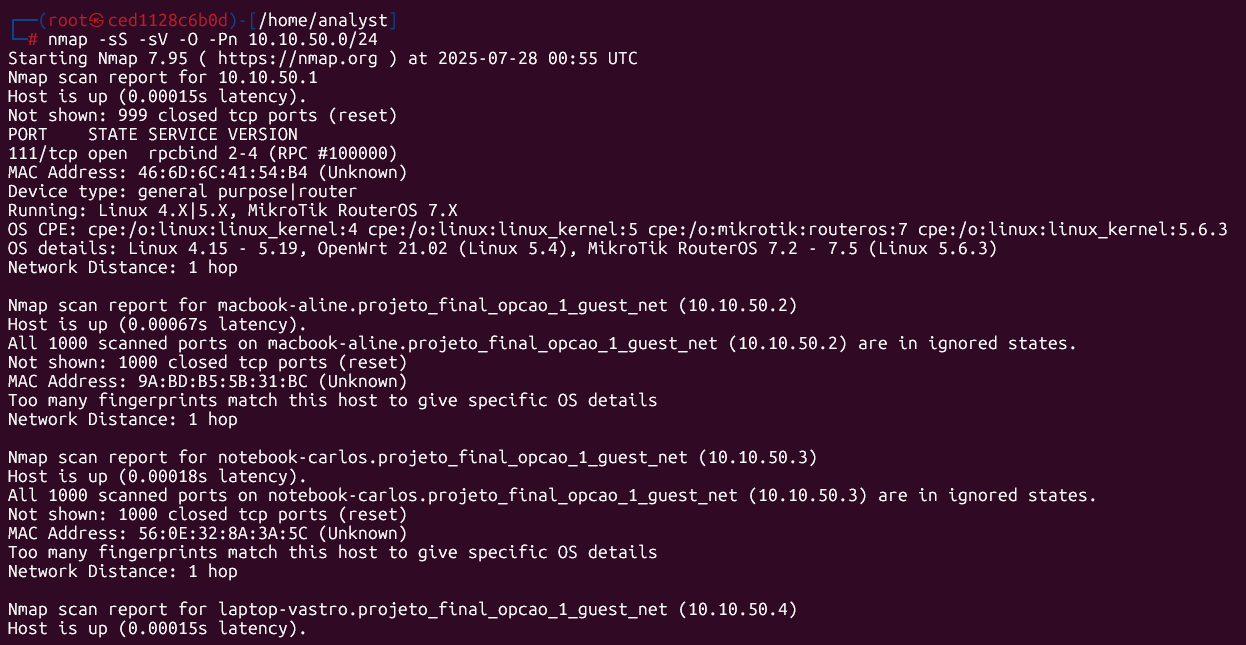 ┌──(root㉿ced1128c6b0d)-[/home/analyst]
└─# nmap -sS -sV -O -Pn 10.10.50.0/24
Starting Nmap 7.95 ( https://nmap.org ) at 2025-07-28 00:55 UTC
Nmap scan report for 10.10.50.1
Host is up (0.00015s latency).
Not shown: 999 closed tcp ports (reset)
PORT    STATE SERVICE VERSION
111/tcp open  rpcbind 2-4 (RPC #100000)
MAC Address: 46:6D:6C:41:54:B4 (Unknown)
Device type: general purpose|router
Running: Linux 4.X|5.X, MikroTik RouterOS 7.X
OS CPE: cpe:/o:linux:linux_kernel:4 cpe:/o:linux:linux_kernel:5 cpe:/o:mikrotik:routeros:7 cpe:/o:linux:linux_kernel:5.6.3
OS details: Linux 4.15 - 5.19, OpenWrt 21.02 (Linux 5.4), MikroTik RouterOS 7.2 - 7.5 (Linux 5.6.3)
Network Distance: 1 hop

Nmap scan report for macbook-aline.projeto_final_opcao_1_guest_net (10.10.50.2)
Host is up (0.00067s latency).
All 1000 scanned ports on macbook-aline.projeto_final_opcao_1_guest_net (10.10.50.2) are in ignored states.
Not shown: 1000 closed tcp ports (reset)
MAC Address: 9A:BD:B5:5B:31:BC (Unknown)
Too many fingerprints match this host to give specific OS details
Network Distance: 1 hop

Nmap scan report for notebook-carlos.projeto_final_opcao_1_guest_net (10.10.50.3)
Host is up (0.00018s latency).
All 1000 scanned ports on notebook-carlos.projeto_final_opcao_1_guest_net (10.10.50.3) are in ignored states.
Not shown: 1000 closed tcp ports (reset)
MAC Address: 56:0E:32:8A:3A:5C (Unknown)
Too many fingerprints match this host to give specific OS details
Network Distance: 1 hop

Nmap scan report for laptop-vastro.projeto_final_opcao_1_guest_net (10.10.50.4)
Host is up (0.00015s latency).